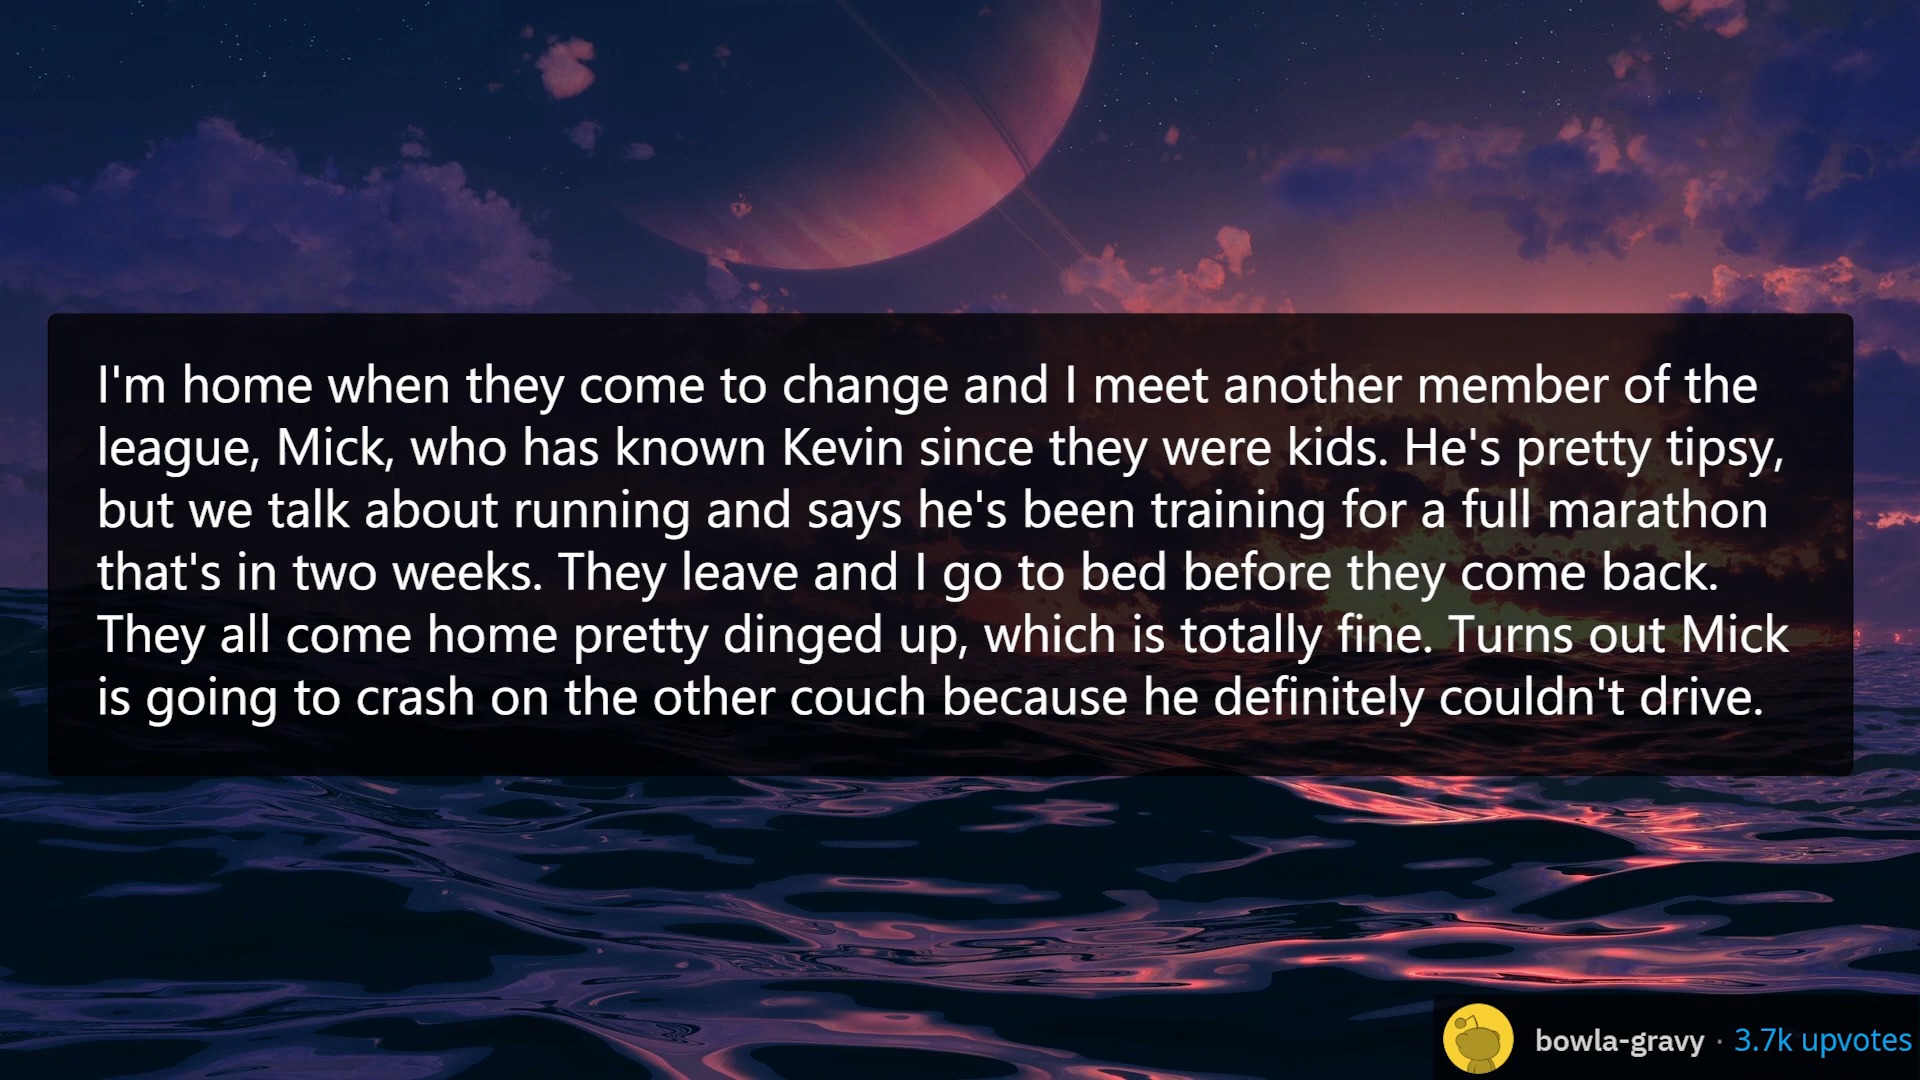 I'm home when they come to change and I meet another member of the
league, Mick, who has known Kevin since they were kids. He's pretty tipsy,
but we talk about running and says he's been training for a full marathon
that's in two weeks. They leave and I go to bed before they come back.
They all come home pretty dinged up, which is totally fine. Turns out Mick
is going to crash on the other couch because he definitely couldn't drive.
bowla-gravy · 3.7k upvotes